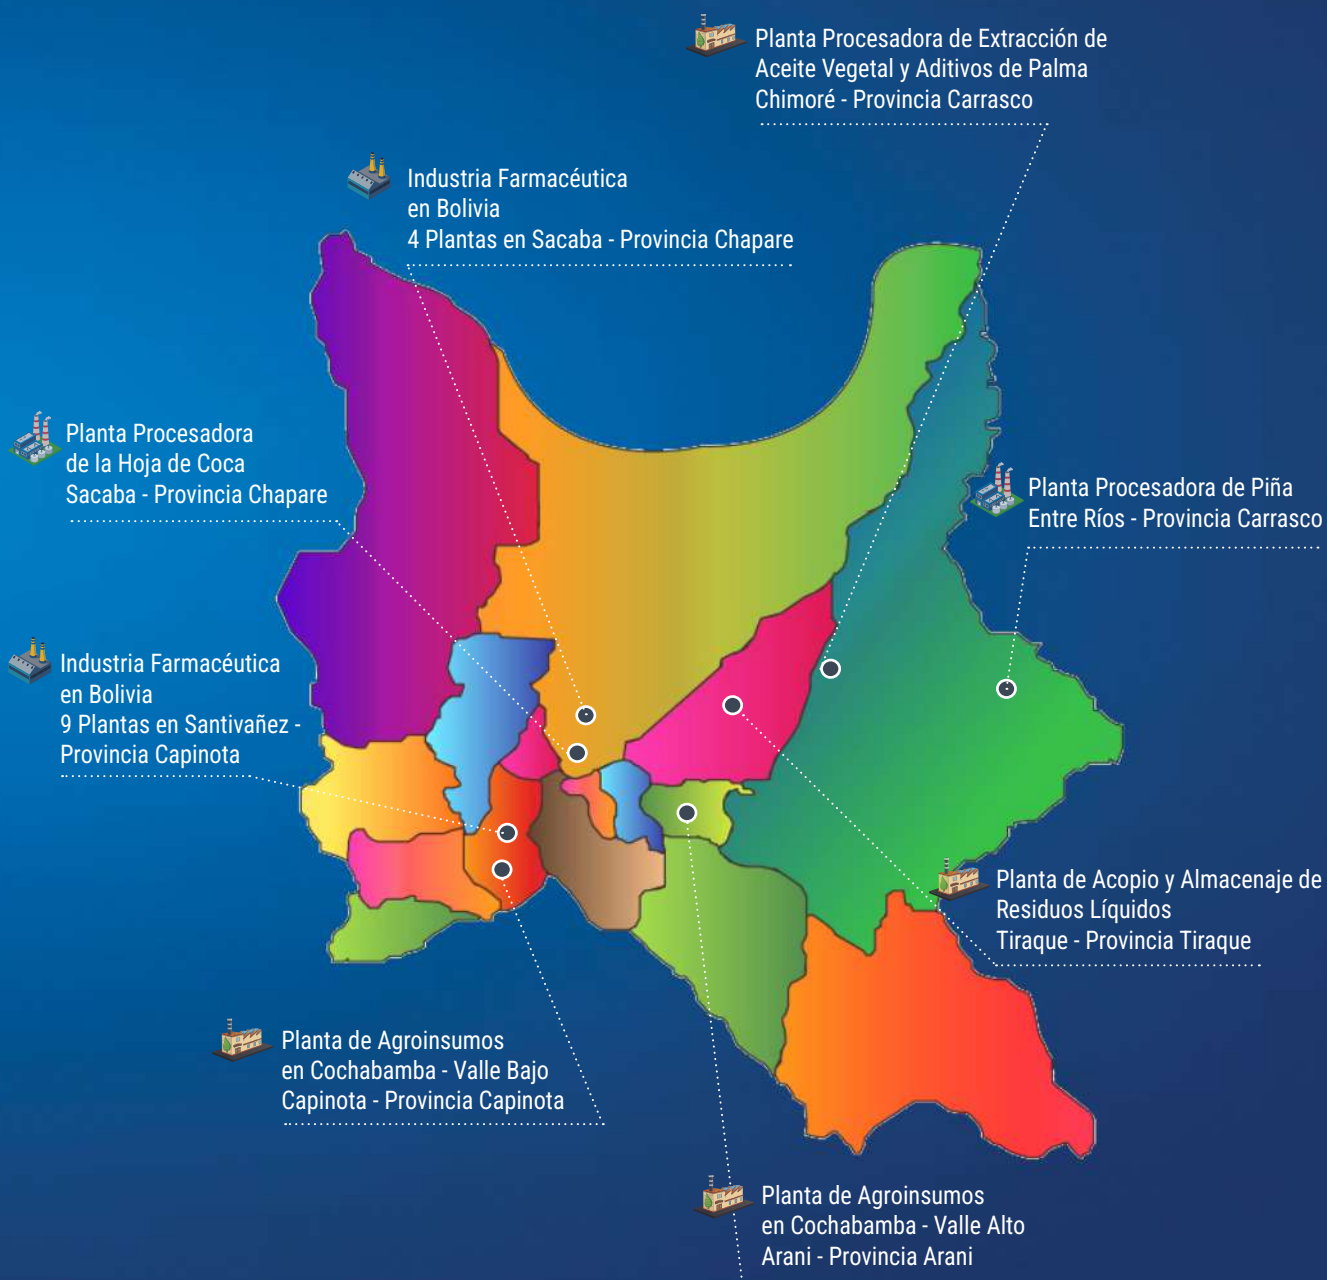 Planta Procesadora de Extracción de
Aceite Vegetal y Aditivos de Palma
Chimoré - Provincia Carrasco
Industria Farmacéutica
en Bolivia
4 Plantas en Sacaba - Provincia Chapare
Planta Procesadora
de la Hoja de Coca
Sacaba - Provincia Chapare
Planta Procesadora de Piña
Entre Ríos - Provincia Carrasco
Industria Farmacéutica
en Bolivia
9 Plantas en Santivañez -
Provincia Capinota
Planta de Acopio y Almacenaje de
Residuos Líquidos
Tiraque - Provincia Tiraque
Planta de Agroinsumos
en Cochabamba - Valle Bajo
Capinota - Provincia Capinota
Planta de Agroinsumos
en Cochabamba - Valle Alto
Arani - Provincia Arani